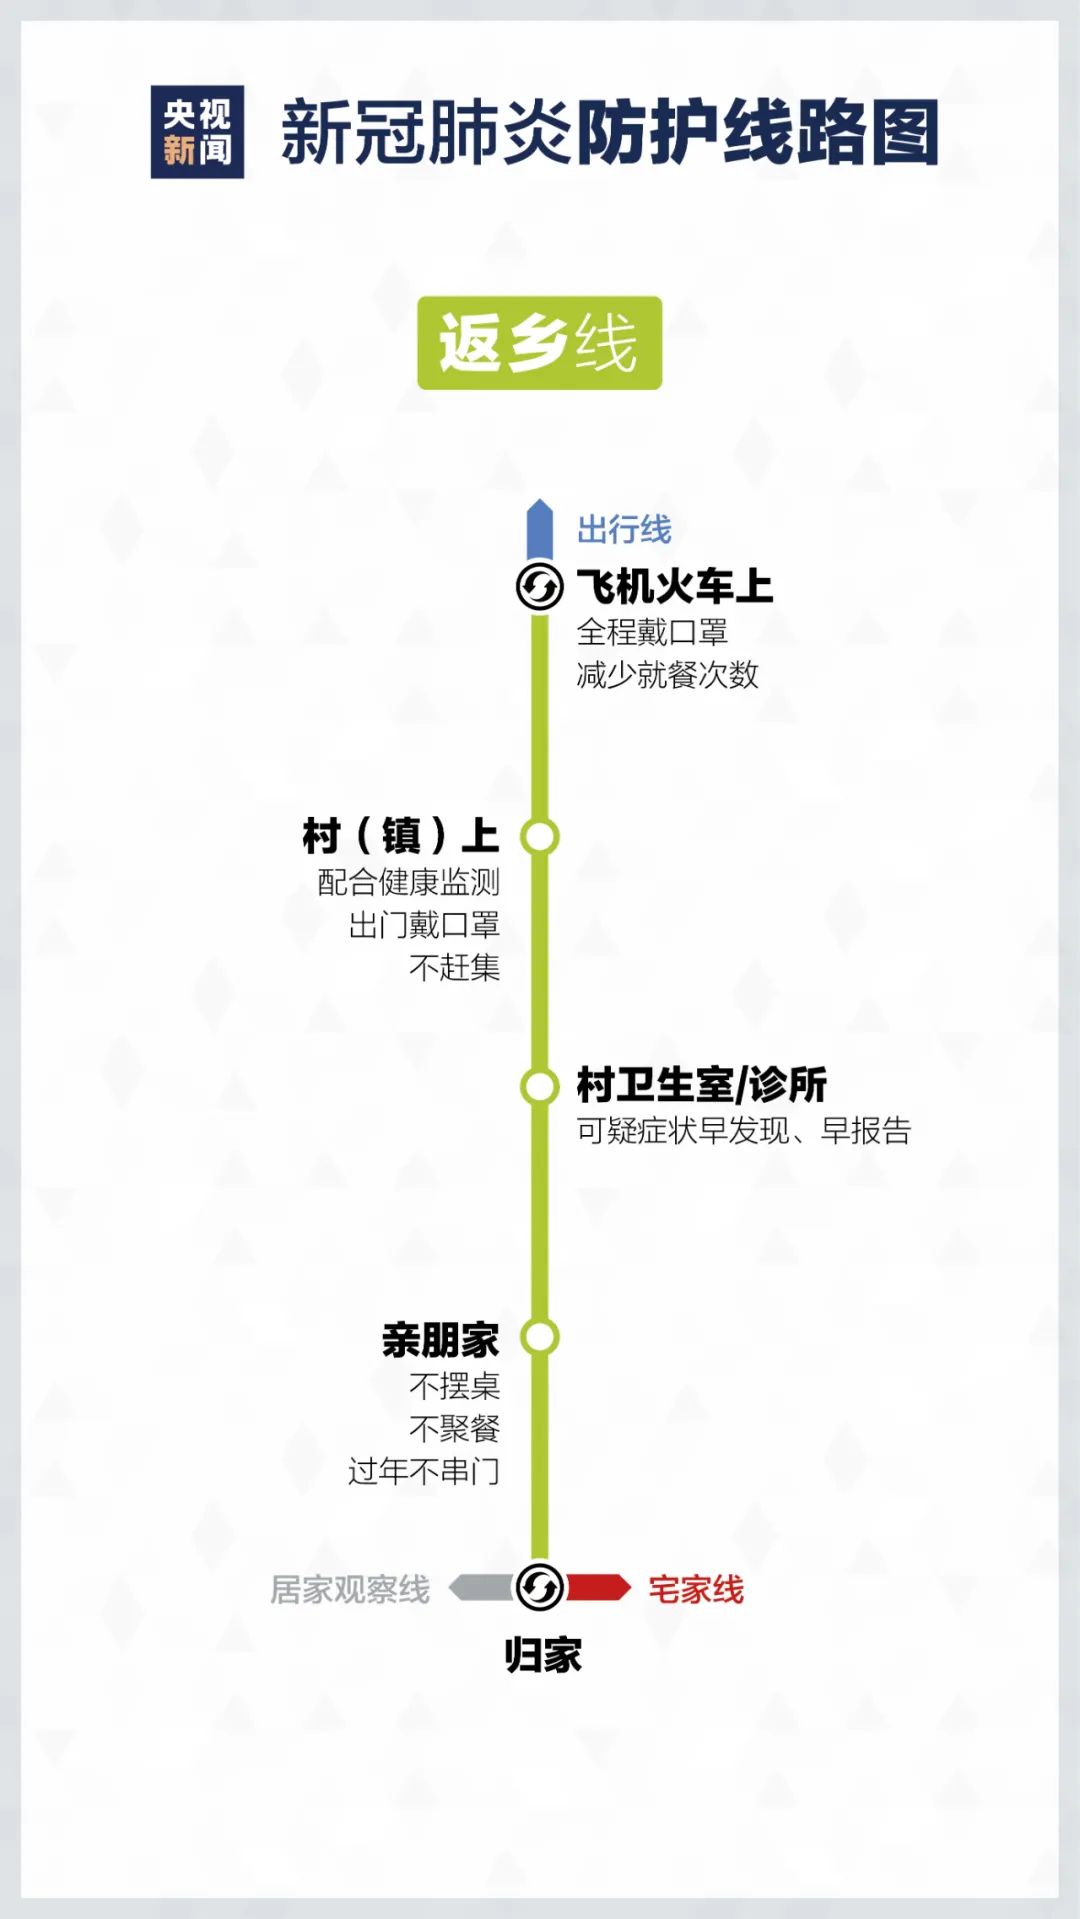 央视
新闻
新冠肺炎防护线路图
返乡线
出行线
飞机火车上
全程戴口罩
减少就餐次数
村（镇）上
配合健康监测
出门戴口罩
不赶集
村卫生室/诊所
可疑症状早发现、早报告
亲朋家
不摆桌
不聚餐
过年不串门
居家观察线
宅家线
归家